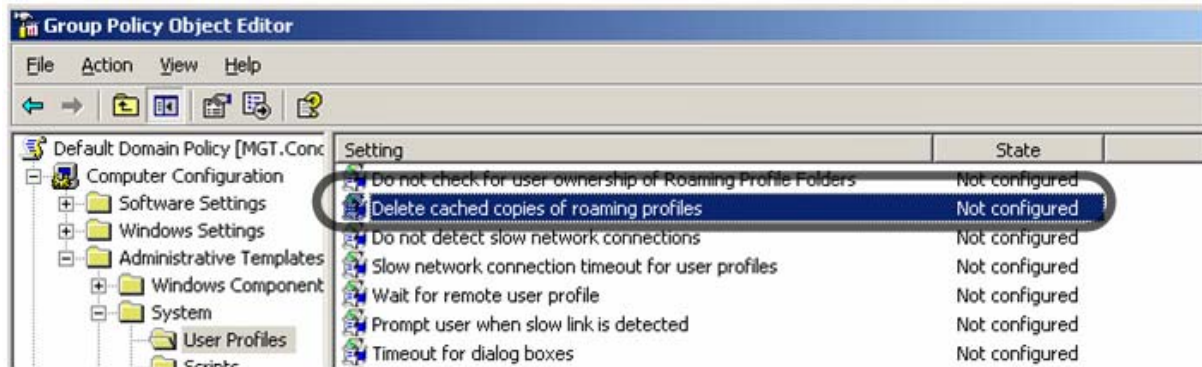 Group Policy Object Editor
File Action View Help
Default Domain Policy [MGT.Conc
Computer Configuration
Software Settings
Windows Settings
Administrative Templates
Windows Component
System
User Profiles
Scripts
Setting State
Do not check for user ownership of Roaming Profile Folders Not configured
Delete cached copies of roaming profiles Not configured
Do not detect slow network connections Not configured
Slow network connection timeout for user profiles Not configured
Wait for remote user profile Not configured
Prompt user when slow link is detected Not configured
Timeout for dialog boxes Not configured